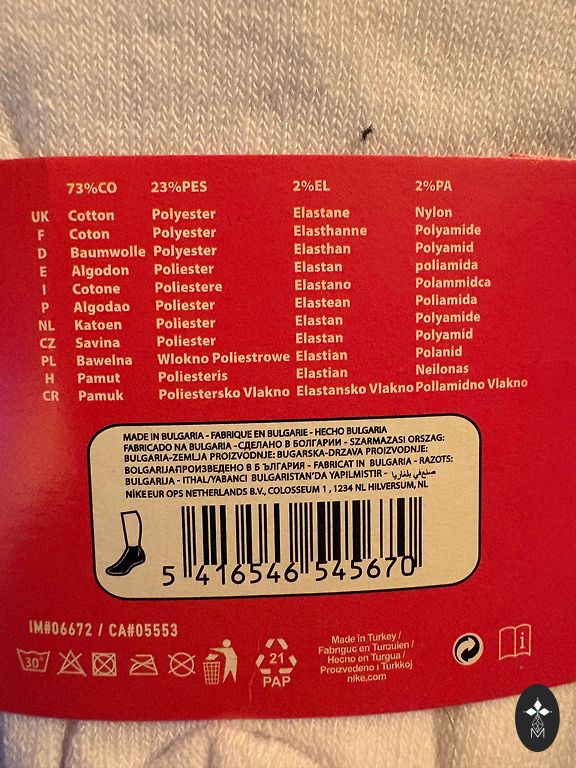 73%CO 23%PES 2%EL 2%PA
UK Cotton Polyester Elastane Nylon
F Coton Polyester Elasthanne Polyamide
D Baumwolle Polyester Elasthan Polyamid
E Algodon Poliester Elastan poliamida
I Cotone Poliestere Elastano Polammidca
P Algodao Poliester Elastean Poliamida
NL Katoen Poliester Elastan Polyamide
CZ Savina Poliester Elastan Polyamid
PL Bawelna Wlokno Poliestrowe Elastian Polanid
H Pamut Poliesteris Elastian Neilonas
CR Pamuk Poliestersko Vlakno Elastansko Vlakno Pollamidno Vlakno
MADE IN BULGARIA - FABRIQUE EN BULGARIE - HECHO BULGARIA
FABRICADO NA BULGARIA - СДЕЛАНО В БОЛГАРИИ - SZARMAZASI ORSZAG:
BULGARIA-ZEMLJA PROIZVODNJE: BUGARSKA-DRZAVA PROIZVODNJE:
BOLGARIJAПРОИЗВЕДЕНО В Б ЪЛГАРИЯ - FABRICAT IN BULGARIA - RAZOTS:
BULGARIJA - ITHAL/YABANCI BULGARISTAN'DA YAPILMISTIR - صنع في بلغاريا
NIKE EUR OPS NETHERLANDS B.V., COLOSSEUM 1 , 1234 NL HILVERSUM, NL
5 416546 545670
IM#06672 / CA#05553
30°
21
PAP
Made in Turkey/
Fabriguc en Turquien/
Hecno en Turgua/
Proizvedeno i Turkkoj
nike.com
i
M